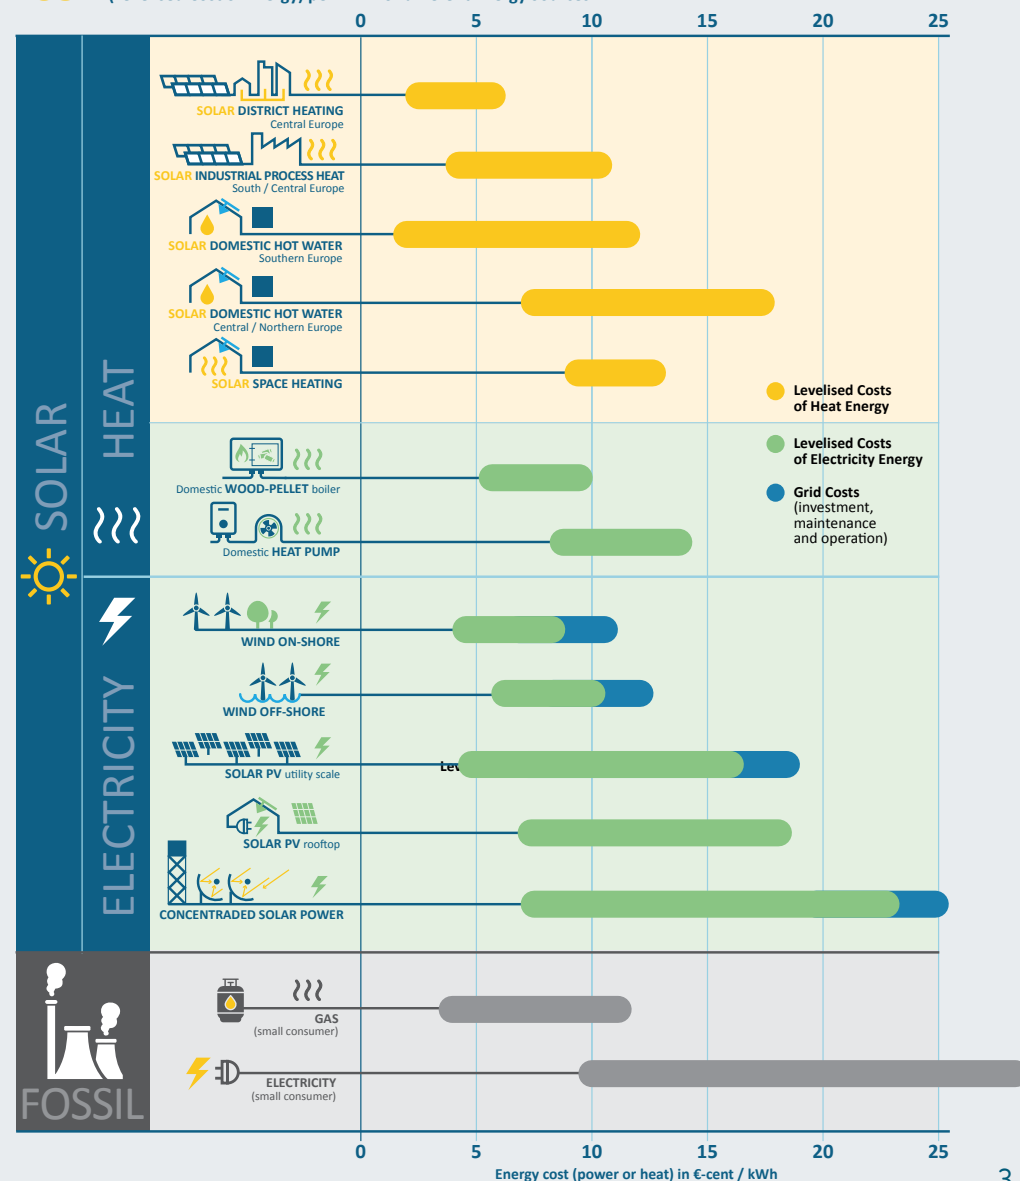 0 5 10 15 20 25
SOLAR DISTRICT HEATING
Central Europe
SOLAR INDUSTRIAL PROCESS HEAT
South / Central Europe
SOLAR DOMESTIC HOT WATER
Southern Europe
SOLAR DOMESTIC HOT WATER
Central / Northern Europe
SOLAR SPACE HEATING
SOLAR
HEAT
Levelised Costs
of Heat Energy
Levelised Costs
of Electricity Energy
Grid Costs
(investment,
maintenance
and operation)
Domestic WOOD-PELLET boiler
Domestic HEAT PUMP
ELECTRICITY
WIND ON-SHORE
WIND OFF-SHORE
Lev
SOLAR PV utility scale
SOLAR PV rooftop
CONCENTRADED SOLAR POWER
FOSSIL
GAS
(small consumer)
ELECTRICITY
(small consumer)
0 5 10 15 20 25
Energy cost (power or heat) in €-cent / kWh
3